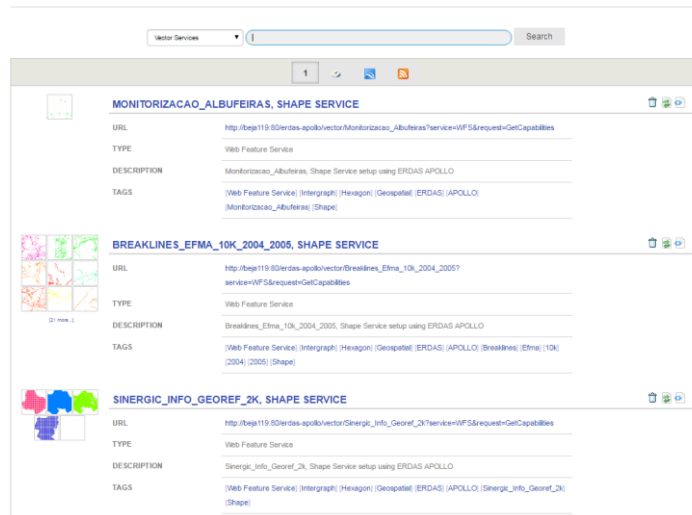 Vector Services
Search
1
MONITORIZACAO_ALBUFEIRAS, SHAPE SERVICE
URL http://beja119:80/erdas-apollo/vector/Monitorizacao_Albufeiras?service=WFS&request=GetCapabilities
TYPE Web Feature Service
DESCRIPTION Monitorizacao_Albufeiras, Shape Service setup using ERDAS APOLLO
TAGS [Web Feature Service] [Intergraph] [Hexagon] [Geospatial] [ERDAS] [APOLLO]
[Monitorizacao_Albufeiras] [Shape]
BREAKLINES_EFMA_10K_2004_2005, SHAPE SERVICE
URL http://beja119:80/erdas-apollo/vector/Breaklines_Efma_10k_2004_2005?
service=WFS&request=GetCapabilities
TYPE Web Feature Service
[21 more..]
DESCRIPTION Breaklines_Efma_10k_2004_2005, Shape Service setup using ERDAS APOLLO
TAGS [Web Feature Service] [Intergraph] [Hexagon] [Geospatial] [ERDAS] [APOLLO] [Breaklines] [Efma] [10k]
[2004] [2005] [Shape]
SINERGIC_INFO_GEOREF_2K, SHAPE SERVICE
URL http://beja119:80/erdas-apollo/vector/Sinergic_Info_Georef_2k?service=WFS&request=GetCapabilities
TYPE Web Feature Service
DESCRIPTION Sinergic_Info_Georef_2k, Shape Service setup using ERDAS APOLLO
TAGS [Web Feature Service] [Intergraph] [Hexagon] [Geospatial] [ERDAS] [APOLLO] [Sinergic_Info_Georef_2k]
[Shape]